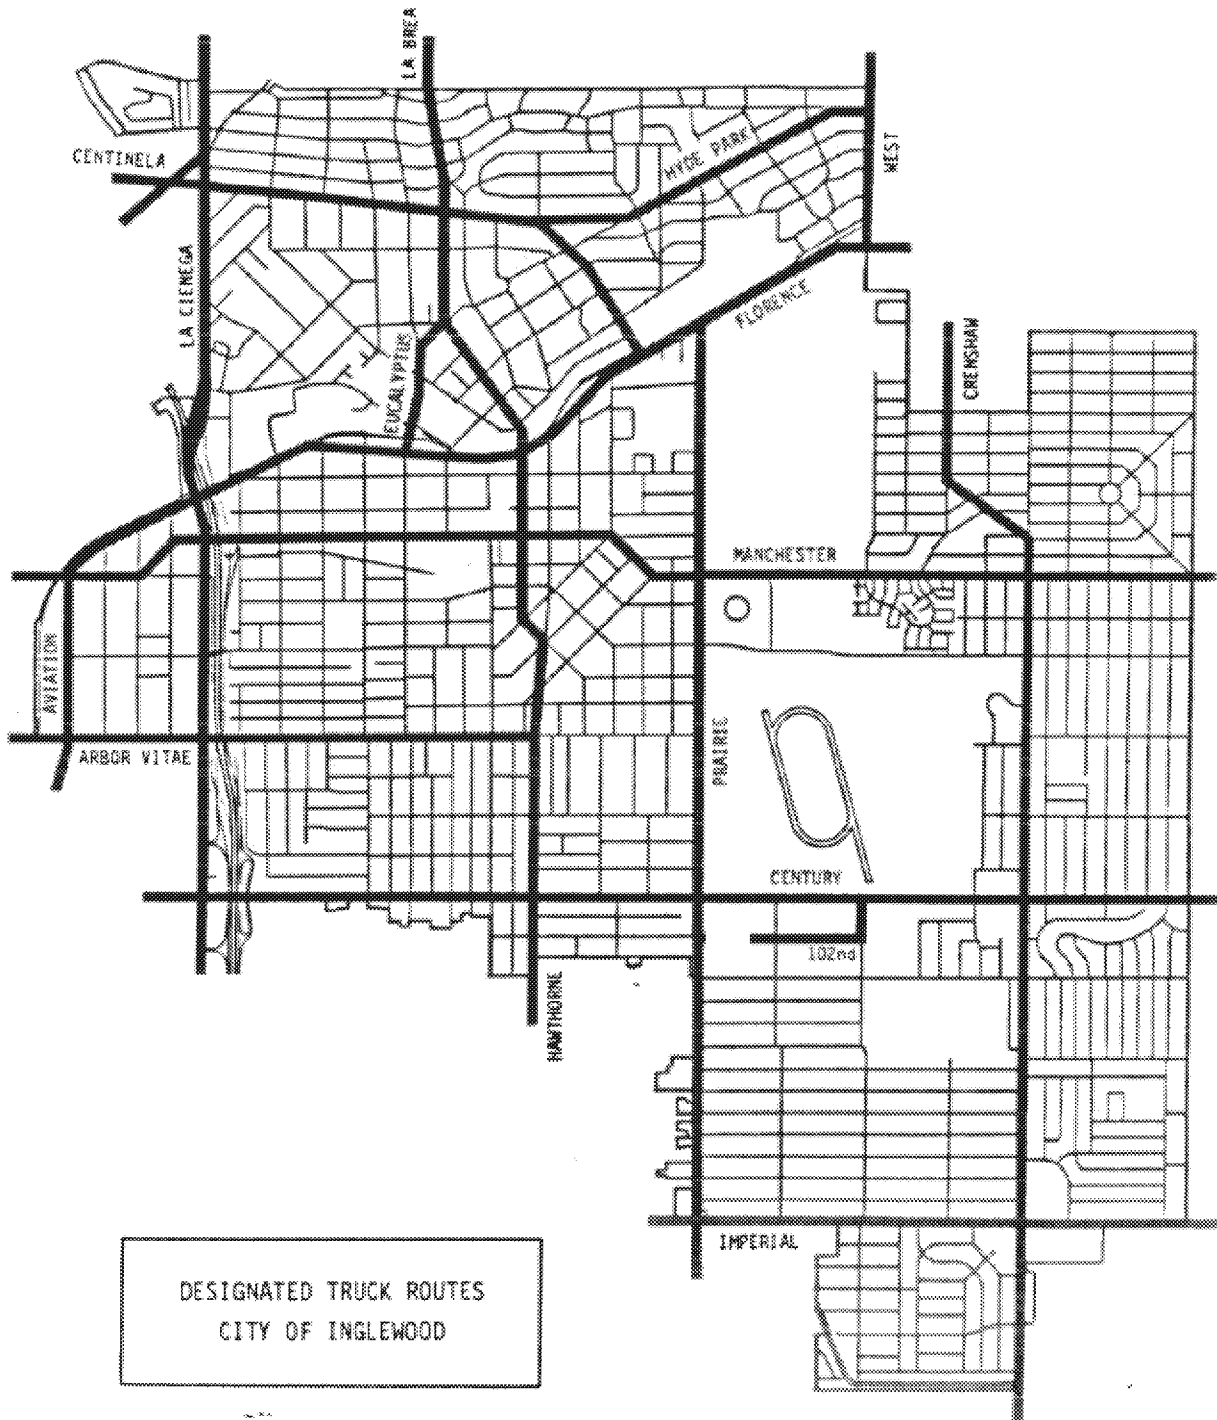 LA BREA
CENTINELA
HYDE PARK
WEST
LA CIENEGA
FLORENCE
EUCALYPTUS
CRENSHAW
MANCHESTER
AVIATION
ARBOR VITAE
PRAIRIE
CENTURY
102nd
HAWTHORNE
IMPERIAL
DESIGNATED TRUCK ROUTES
CITY OF INGLEWOOD